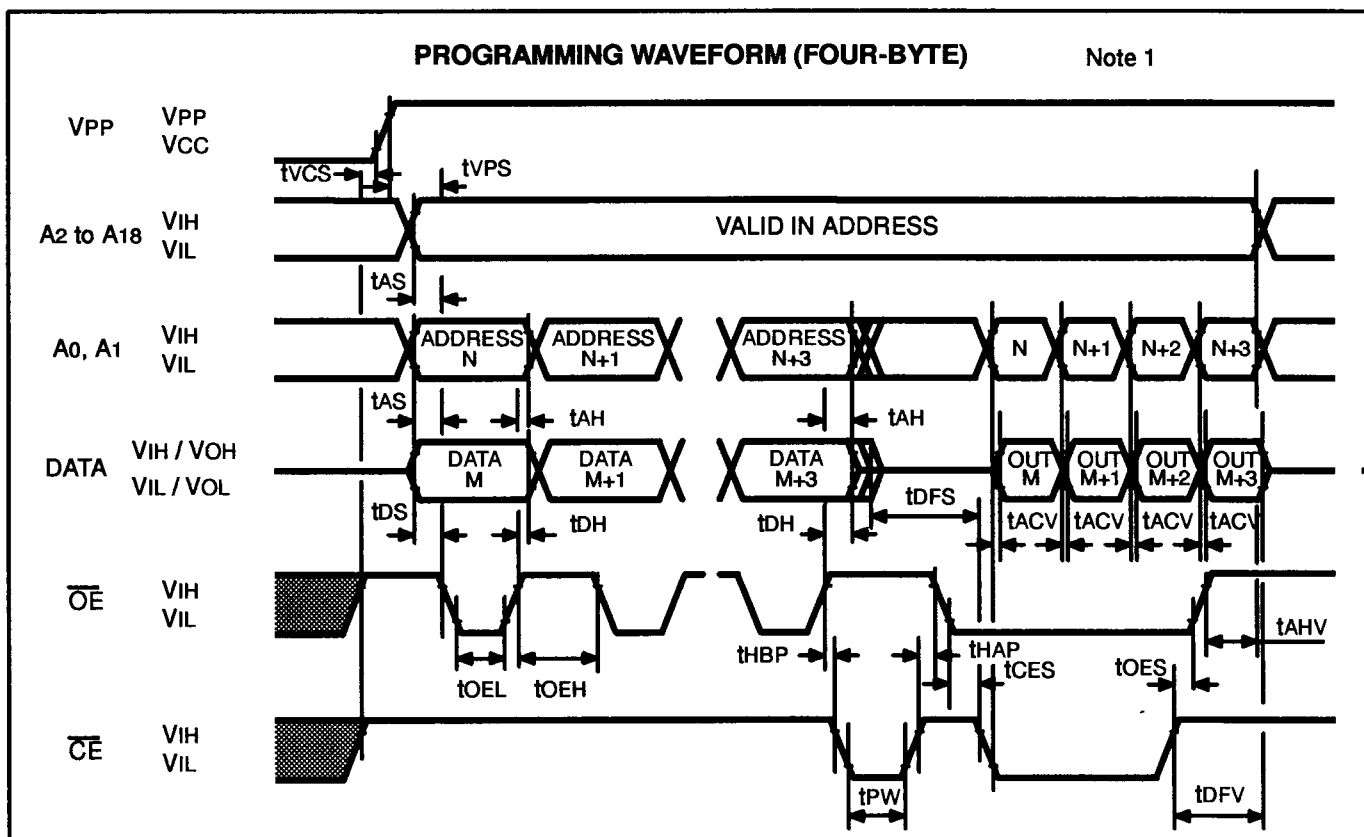 PROGRAMMING WAVEFORM (FOUR-BYTE) Note 1
VPP VPP
VCC
tVCS tVPS
A2 to A18 VIH
VIL
VALID IN ADDRESS
tAS
A0, A1 VIH
VIL
ADDRESS N ADDRESS N+1 ADDRESS N+3 N N+1 N+2 N+3
tAS tAH tAH
DATA VIH / VOH
VIL / VOL
DATA M DATA M+1 DATA M+3 OUT M OUT M+1 OUT M+2 OUT M+3
tDS tDH tDH tDFS tACV tACV tACV tACV
OE VIH
VIL
tOEL tOEH tHBP tHAP tCES tOES tAHV
CE VIH
VIL
tPW tDFV